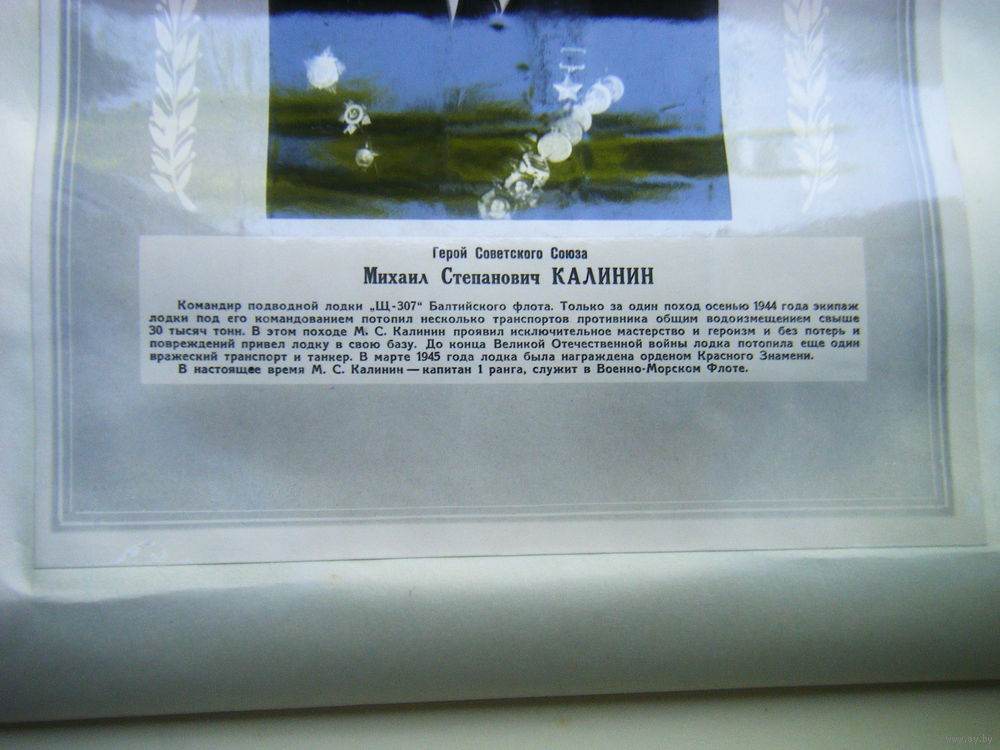 Герой Советского Союза
Михаил Степанович КАЛИНИН
Командир подводной лодки „Щ-307“ Балтийского флота. Только за один поход осенью 1944 года экипаж
лодки под его командованием потопил несколько транспортов противника общим водоизмещением свыше
30 тысяч тонн. В этом походе М. С. Калинин проявил исключительное мастерство и героизм и без потерь и
повреждений привел лодку в свою базу. До конца Великой Отечественной войны лодка потопила еще один
вражеский транспорт и танкер. В марте 1945 года лодка была награждена орденом Красного Знамени.
В настоящее время М. С. Калинин — капитан 1 ранга, служит в Военно-Морском Флоте.
www.ay.by